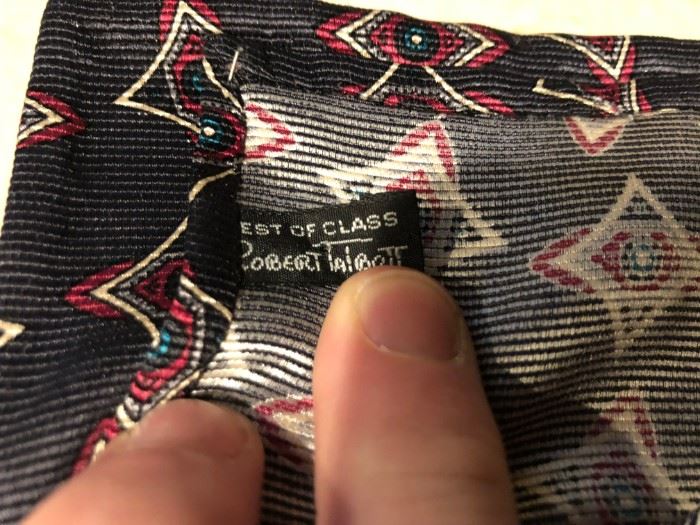 EST OF CLASS
ROBERT TALBOTT